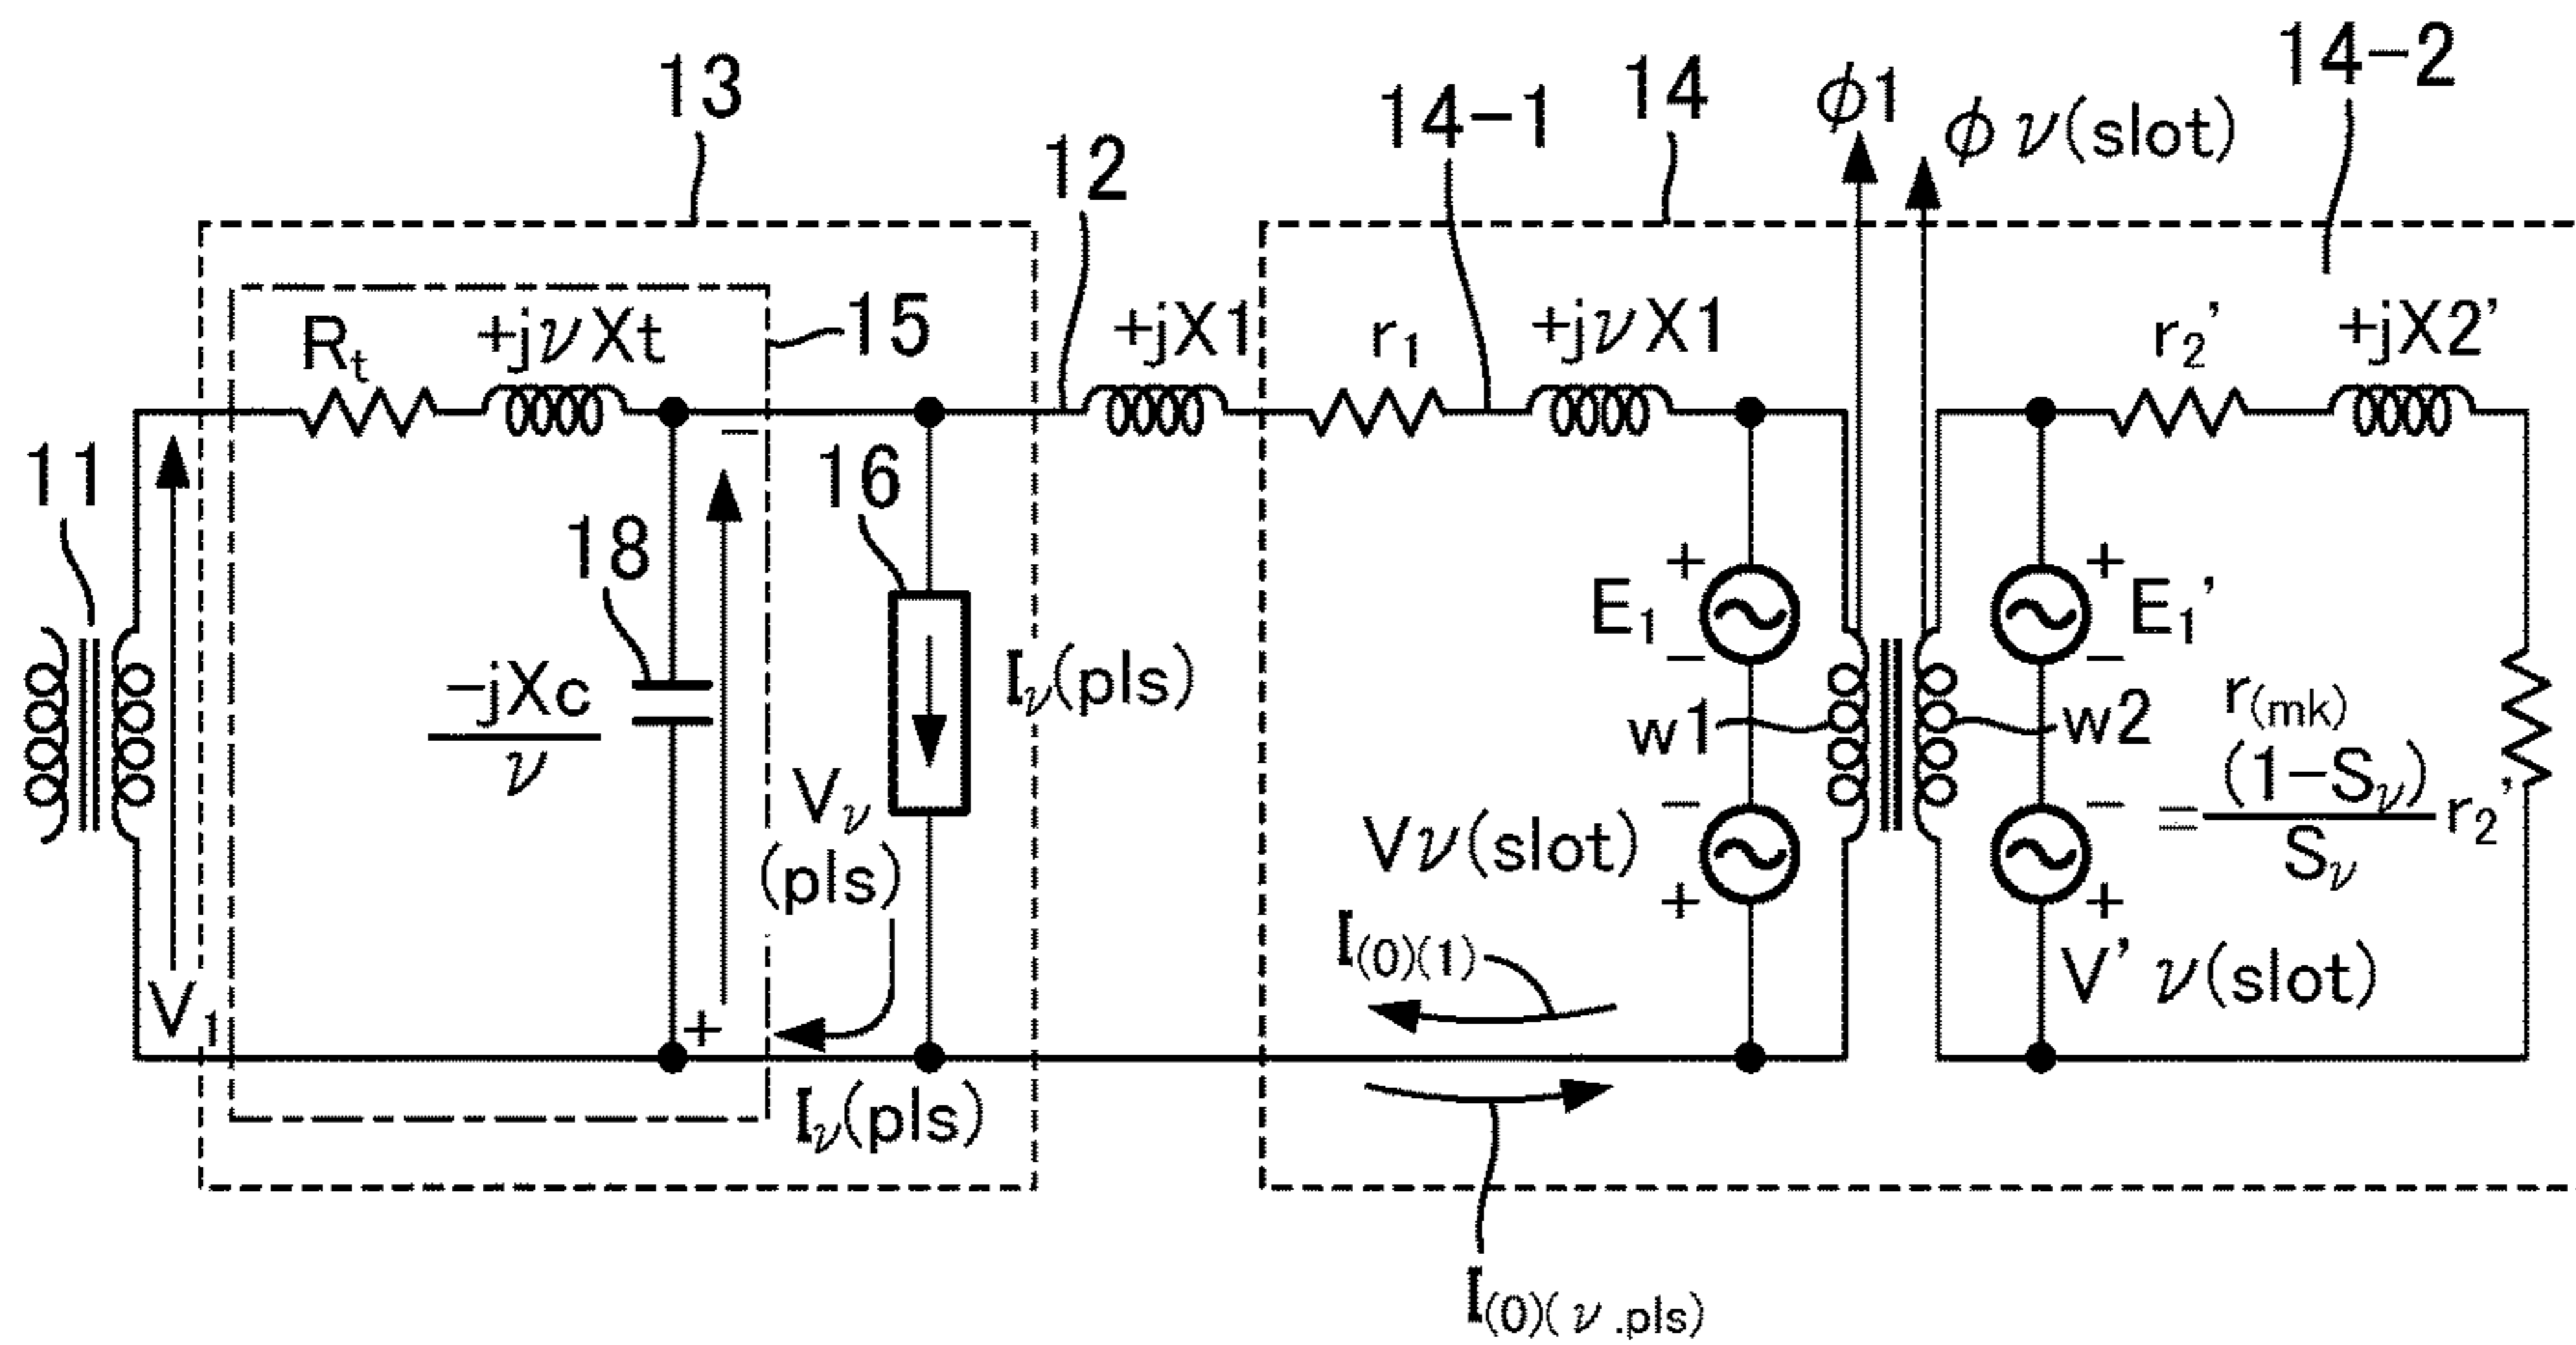 13
12
14-1
14
ϕ1
ϕ ν(slot)
14-2
11
Rt
+jνXt
15
+jX1
r1
+jνX1
r2'
+jX2'
−
16
18
-jXc
ν
Iν(pls)
Vν
(pls)
V1
+
Iν(pls)
+
E1
−
w1
−
Vν(slot)
+
I(0)(1)
I(0)(ν.pls)
+
E1'
−
w2
−
+
V' ν(slot)
r(mk)
= (1-Sν)
Sν
r2'